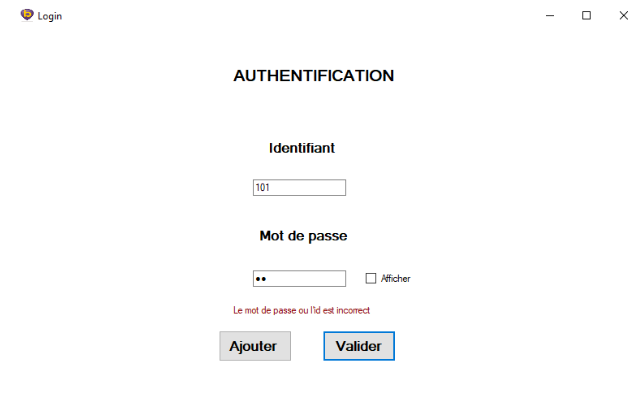 Login
AUTHENTIFICATION
Identifiant
101
Mot de passe
●●
Afficher
Le mot de passe ou l'id est incorrect
Ajouter
Valider